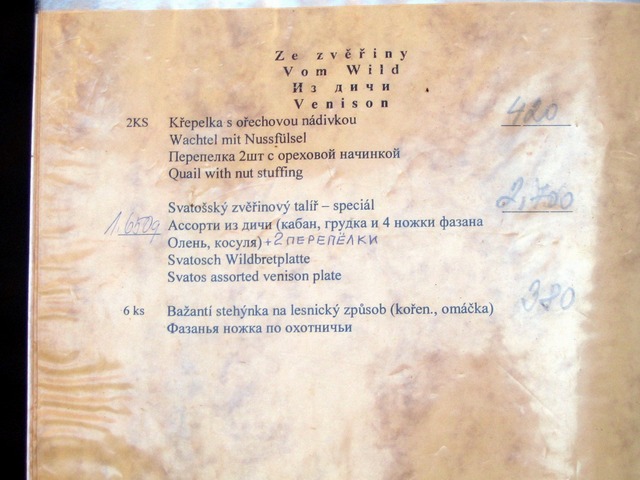 Ze zvěřiny
Vom Wild
Из дичи
Venison
2KS Křepelka s ořechovou nádivkou 420
Wachtel mit Nussfülsel
Перепелка 2шт с ореховой начинкой
Quail with nut stuffing
Svatošský zvěřinový talíř – speciál 2,700
1.650g Ассорти из дичи (кабан, грудка и 4 ножки фазана
Олень, косуля) + 2 ПЕРЕПЁЛКИ
Svatosch Wildbretplatte
Svatos assorted venison plate
6 ks Bažantí stehýnka na lesnický způsob (kořen., omáčka) 380
Фазанья ножка по охотничьи